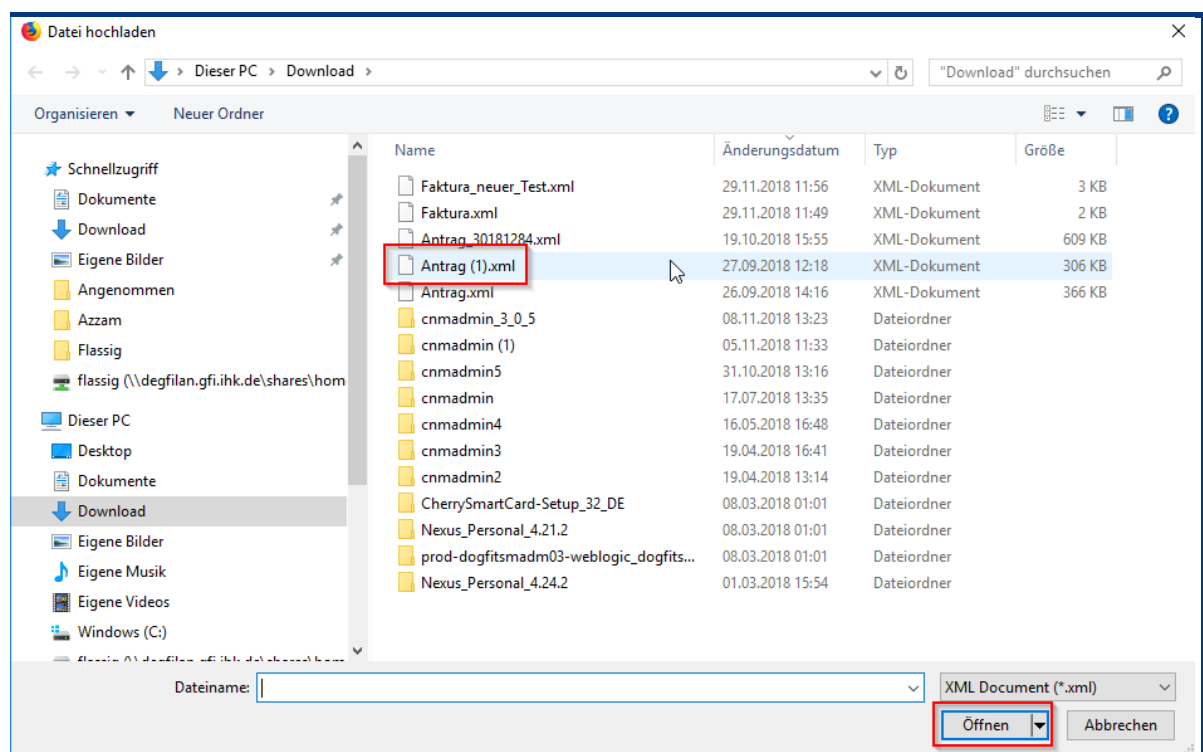 Datei hochladen
Dieser PC > Download >
"Download" durchsuchen
Organisieren
Neuer Ordner
Schnellzugriff
Dokumente
Download
Eigene Bilder
Angenommen
Azzam
Flassig
flassig (\\degfilan.gfi.ihk.de\shares\hom
Dieser PC
Desktop
Dokumente
Download
Eigene Bilder
Eigene Musik
Eigene Videos
Windows (C:)
Name Änderungsdatum Typ Größe
Faktura_neuer_Test.xml 29.11.2018 11:56 XML-Dokument 3 KB
Faktura.xml 29.11.2018 11:49 XML-Dokument 2 KB
Antrag_30181284.xml 19.10.2018 15:55 XML-Dokument 609 KB
Antrag (1).xml 27.09.2018 12:18 XML-Dokument 306 KB
Antrag.xml 26.09.2018 14:16 XML-Dokument 366 KB
cnmadmin_3_0_5 08.11.2018 13:23 Dateiordner
cnmadmin (1) 05.11.2018 11:33 Dateiordner
cnmadmin5 31.10.2018 13:16 Dateiordner
cnmadmin 17.07.2018 13:35 Dateiordner
cnmadmin4 16.05.2018 16:48 Dateiordner
cnmadmin3 19.04.2018 16:41 Dateiordner
cnmadmin2 19.04.2018 13:14 Dateiordner
CherrySmartCard-Setup_32_DE 08.03.2018 01:01 Dateiordner
Nexus_Personal_4.21.2 08.03.2018 01:01 Dateiordner
prod-dogfitsmadm03-weblogic_dogfits... 08.03.2018 01:01 Dateiordner
Nexus_Personal_4.24.2 01.03.2018 15:54 Dateiordner
Dateiname:
XML Document (*.xml)
Öffnen
Abbrechen